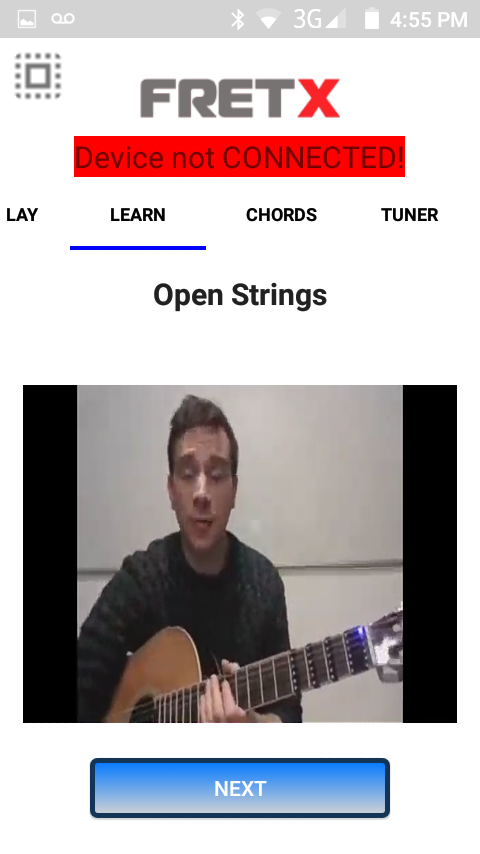 3G 4:55 PM
FRETX
Device not CONNECTED!
LAY LEARN CHORDS TUNER
Open Strings
NEXT